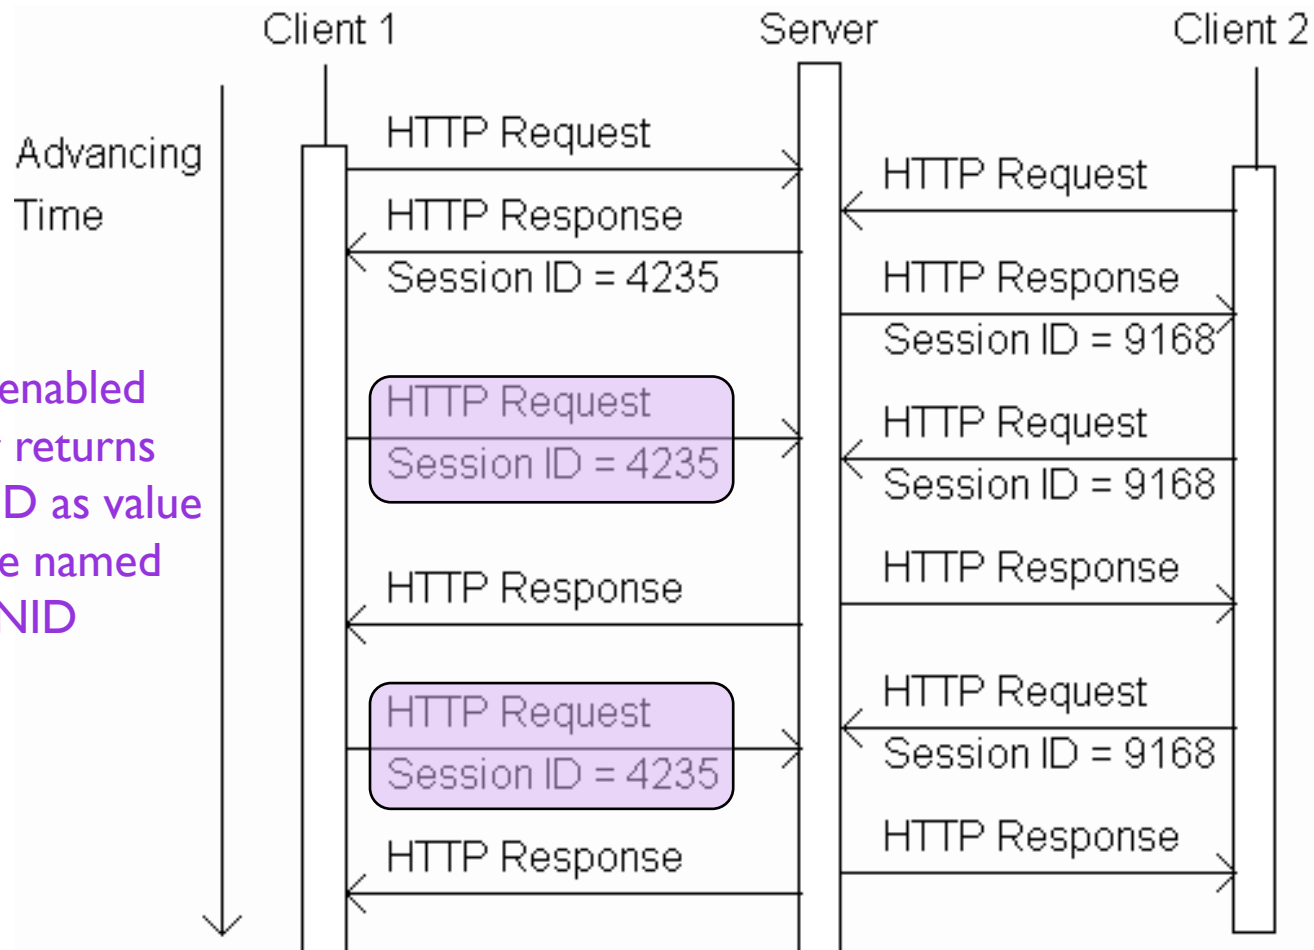 Client 1
Server
Client 2
Advancing
Time
HTTP Request
HTTP Request
HTTP Response
Session ID = 4235
HTTP Response
Session ID = 9168
enabled
returns
D as value
e named
NID
HTTP Request
Session ID = 4235
HTTP Request
Session ID = 9168
HTTP Response
HTTP Response
HTTP Request
Session ID = 4235
HTTP Request
Session ID = 9168
HTTP Response
HTTP Response